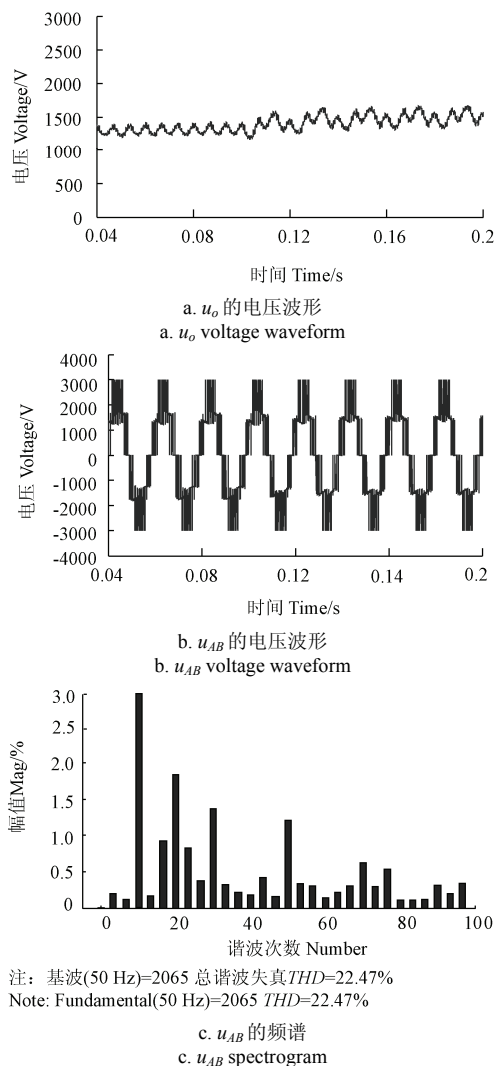 3000
2500
2000
1500
1000
500
0
电压 Voltage/V
0.04 0.08 0.12 0.16 0.2
时间 Time/s
a. uo 的电压波形
a. uo voltage waveform
4000
3000
2000
1000
0
-1000
-2000
-3000
-4000
电压 Voltage/V
0.04 0.08 0.12 0.14 0.2
时间 Time/s
b. uAB 的电压波形
b. uAB voltage waveform
3.0
2.5
2.0
1.5
1.0
0.5
0
幅值Mag/%
0 20 40 60 80 100
谐波次数 Number
注：基波(50 Hz)=2065 总谐波失真THD=22.47%
Note: Fundamental(50 Hz)=2065 THD=22.47%
c. uAB 的频谱
c. uAB spectrogram